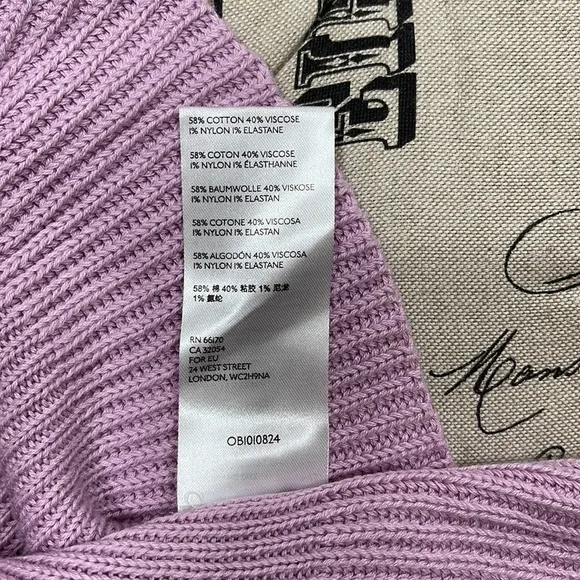 58% COTTON 40% VISCOSE
1% NYLON 1% ELASTANE
58% COTON 40% VISCOSE
1% NYLON 1% ÉLASTHANNE
58% BAUMWOLLE 40% VISKOSE
1% NYLON 1% ELASTAN
58% COTONE 40% VISCOSA
1% NYLON 1% ELASTAN
58% ALGODÓN 40% VISCOSA
1% NYLON 1% ELASTANE
58% 棉 40% 粘胶 1% 尼龙
1% 氨纶
RN 66170
CA 32054
FOR EU
24 WEST STREET
LONDON, WC2H9NA
OB1010824